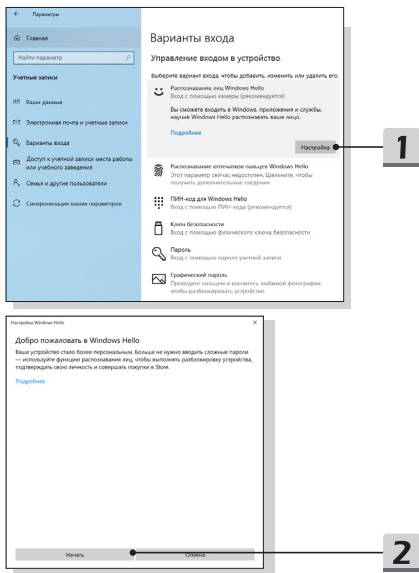 Параметры
Главная
Найти параметр
Учетные записи
Ваши данные
Электронная почта и учетные записи
Варианты входа
Доступ к учетной записи места работы
или учебного заведения
Семья и другие пользователи
Синхронизация ваших параметров
Варианты входа
Управление входом в устройство
Выберите вариант входа, чтобы добавить, изменить или удалить его.
Распознавание лиц Windows Hello
Вход с помощью камеры (рекомендуется)
Вы сможете входить в Windows, приложения и службы,
научив Windows Hello распознавать ваше лицо.
Подробнее
Настройка
1
Распознавание отпечатков пальцев Windows Hello
Этот параметр сейчас недоступен. Щелкните, чтобы
получить дополнительные сведения
ПИН-код для Windows Hello
Вход с помощью ПИН-кода (рекомендуется)
Ключ безопасности
Вход с помощью физического ключа безопасности
Пароль
Вход с помощью пароля учетной записи
Графический пароль
Проведите пальцем и коснитесь любимой фотографии,
чтобы разблокировать устройство
Настройка Windows Hello
Добро пожаловать в Windows Hello
Ваше устройство стало более персональным. Больше не нужно вводить сложные пароли
— используйте функцию распознавания лиц, чтобы выполнять разблокировку устройства,
подтверждать свою личность и совершать покупки в Store.
Подробнее
Начать
Отмена
2